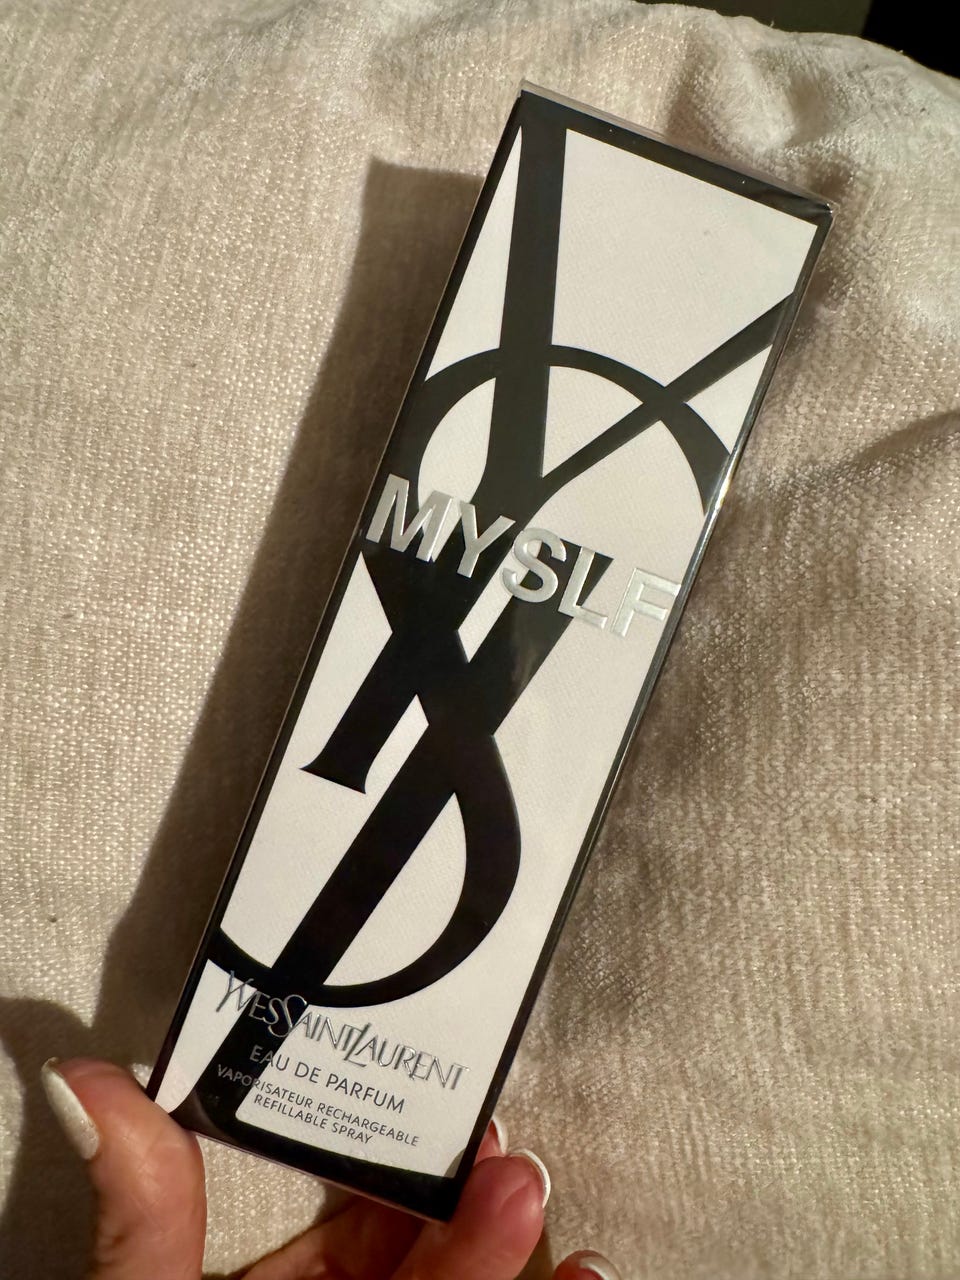 MYSLF
YVESSAINTLAURENT
EAU DE PARFUM
VAPORISATEUR RECHARGEABLE
REFILLABLE SPRAY